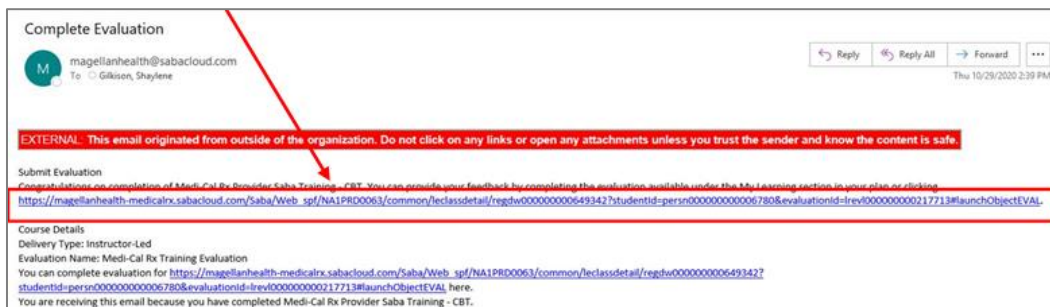 Complete Evaluation
M
magellanhealth@sabacloud.com
To Gilkison, Shaylene
Reply
Reply All
Forward
...
Thu 10/29/2020 2:39 PM
EXTERNAL: This email originated from outside of the organization. Do not click on any links or open any attachments unless you trust the sender and know the content is safe.
Submit Evaluation
Congratulations on completion of Medi-Cal Rx Provider Saba Training - CBT. You can provide your feedback by completing the evaluation available under the My Learning section in your plan or clicking
https://magellanhealth-medicalrx.sabacloud.com/Saba/Web_spf/NA1PRD0063/common/leclassdetail/regdw000000000649342?studentId=persn000000000006780&evaluationId=lrevl000000000217713#launchObjectEVAL.
Course Details
Delivery Type: Instructor-Led
Evaluation Name: Medi-Cal Rx Training Evaluation
You can complete evaluation for https://magellanhealth-medicalrx.sabacloud.com/Saba/Web_spf/NA1PRD0063/common/leclassdetail/regdw000000000649342?
studentId=persn000000000006780&evaluationId=lrevl000000000217713#launchObjectEVAL here.
You are receiving this email because you have completed Medi-Cal Rx Provider Saba Training - CBT.